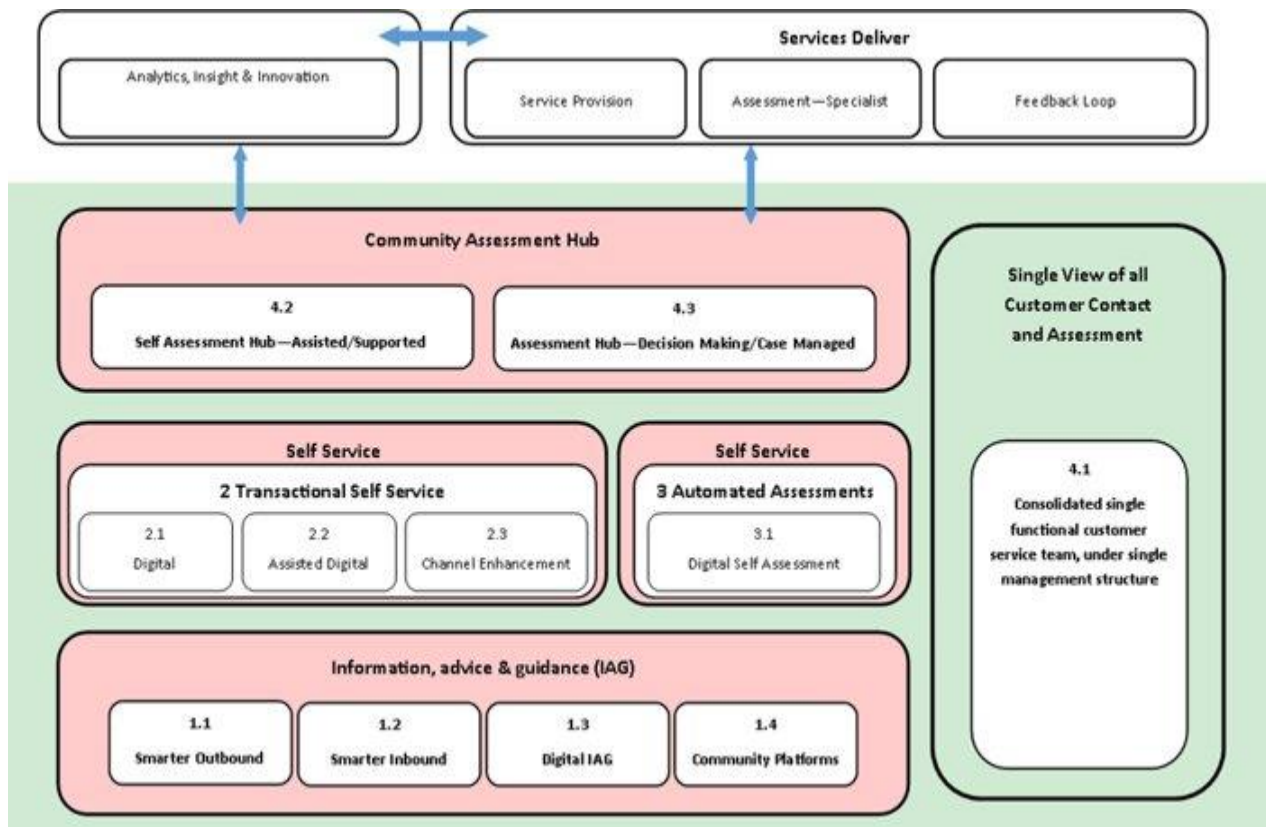 Services Deliver
Analytics, Insight & Innovation
Service Provision
Assessment—Specialist
Feedback Loop
Community Assessment Hub
4.2
Self Assessment Hub—Assisted/Supported
4.3
Assessment Hub—Decision Making/Case Managed
Single View of all
Customer Contact
and Assessment
4.1
Consolidated single
functional customer
service team, under single
management structure
Self Service
2 Transactional Self Service
2.1
Digital
2.2
Assisted Digital
2.3
Channel Enhancement
Self Service
3 Automated Assessments
3.1
Digital Self Assessment
Information, advice & guidance (IAG)
1.1
Smarter Outbound
1.2
Smarter Inbound
1.3
Digital IAG
1.4
Community Platforms